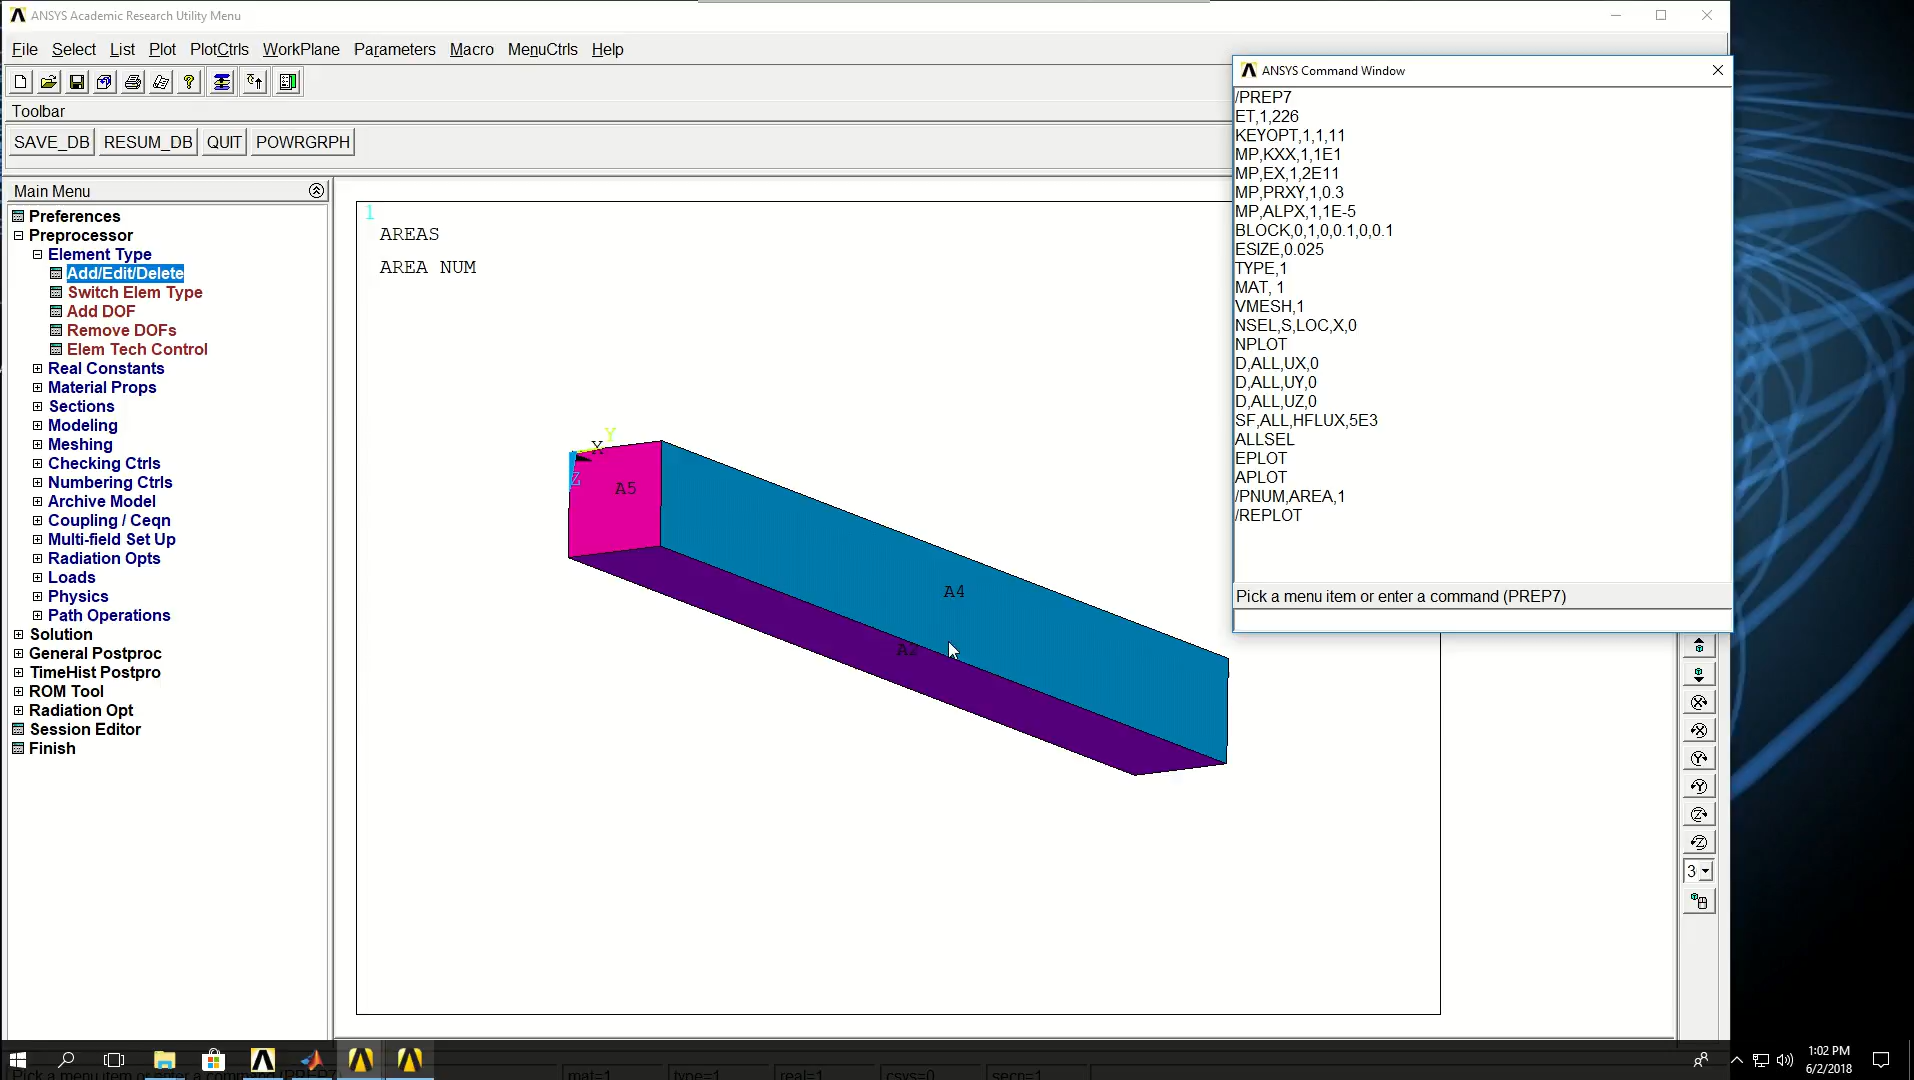 ANSYS Academic Research Utility Menu
File Select List Plot PlotCtrls WorkPlane Parameters Macro MenuCtrls Help
Toolbar
SAVE_DB RESUM_DB QUIT POWRGRPH
Main Menu
Preferences
Preprocessor
Element Type
Add/Edit/Delete
Switch Elem Type
Add DOF
Remove DOFs
Elem Tech Control
Real Constants
Material Props
Sections
Modeling
Meshing
Checking Ctrls
Numbering Ctrls
Archive Model
Coupling / Ceqn
Multi-field Set Up
Radiation Opts
Loads
Physics
Path Operations
Solution
General Postproc
TimeHist Postpro
ROM Tool
Radiation Opt
Session Editor
Finish
1
AREAS
AREA NUM
Y
X
Z
A5
A4
A2
ANSYS Command Window
/PREP7
ET,1,226
KEYOPT,1,1,11
MP,KXX,1,1E1
MP,EX,1,2E11
MP,PRXY,1,0.3
MP,ALPX,1,1E-5
BLOCK,0,1,0,0.1,0,0.1
ESIZE,0.025
TYPE,1
MAT, 1
VMESH,1
NSEL,S,LOC,X,0
NPLOT
D,ALL,UX,0
D,ALL,UY,0
D,ALL,UZ,0
SF,ALL,HFLUX,5E3
ALLSEL
EPLOT
APLOT
/PNUM,AREA,1
/REPLOT
Pick a menu item or enter a command (PREP7)
3
Pick a menu item or enter a command (PREP7) mat=1 type=1 real=1 csys=0 secn=1
1:02 PM
6/2/2018